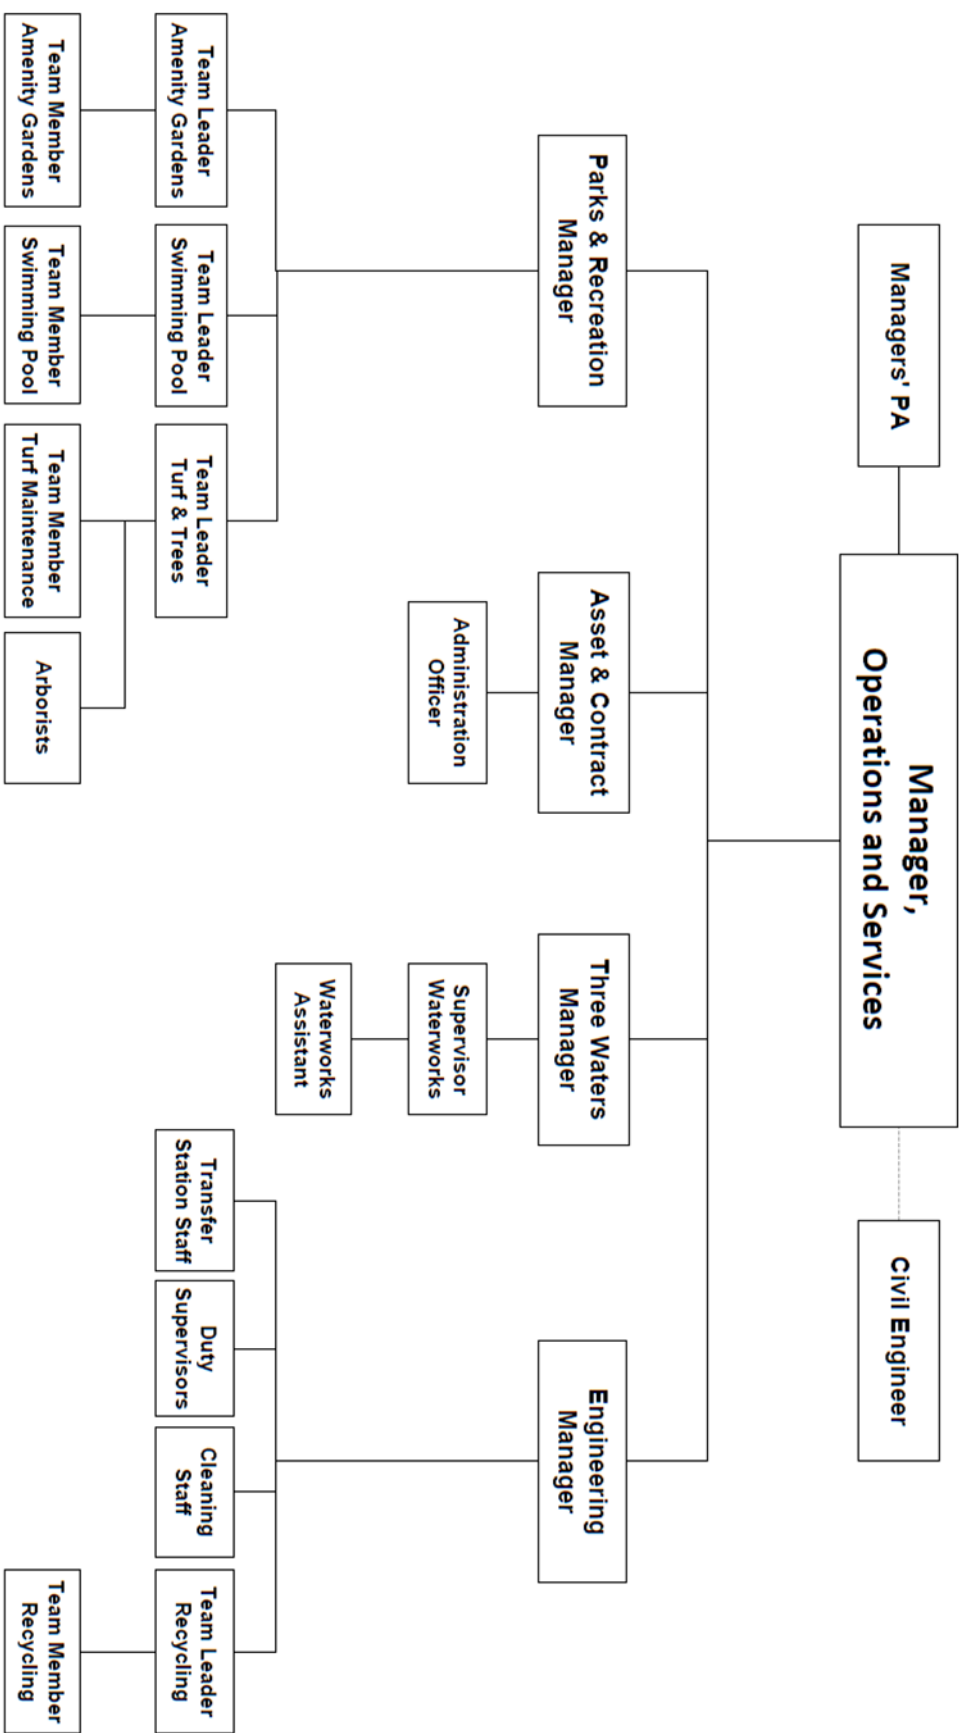 Managers' PA
Manager,
Operations and Services
Civil Engineer
Parks & Recreation
Manager
Asset & Contract
Manager
Three Waters
Manager
Engineering
Manager
Administration
Officer
Supervisor
Waterworks
Waterworks
Assistant
Team Leader
Amenity Gardens
Team Leader
Swimming Pool
Team Leader
Turf & Trees
Transfer
Station Staff
Duty
Supervisors
Cleaning
Staff
Team Leader
Recycling
Team Member
Amenity Gardens
Team Member
Swimming Pool
Team Member
Turf Maintenance
Arborists
Team Member
Recycling